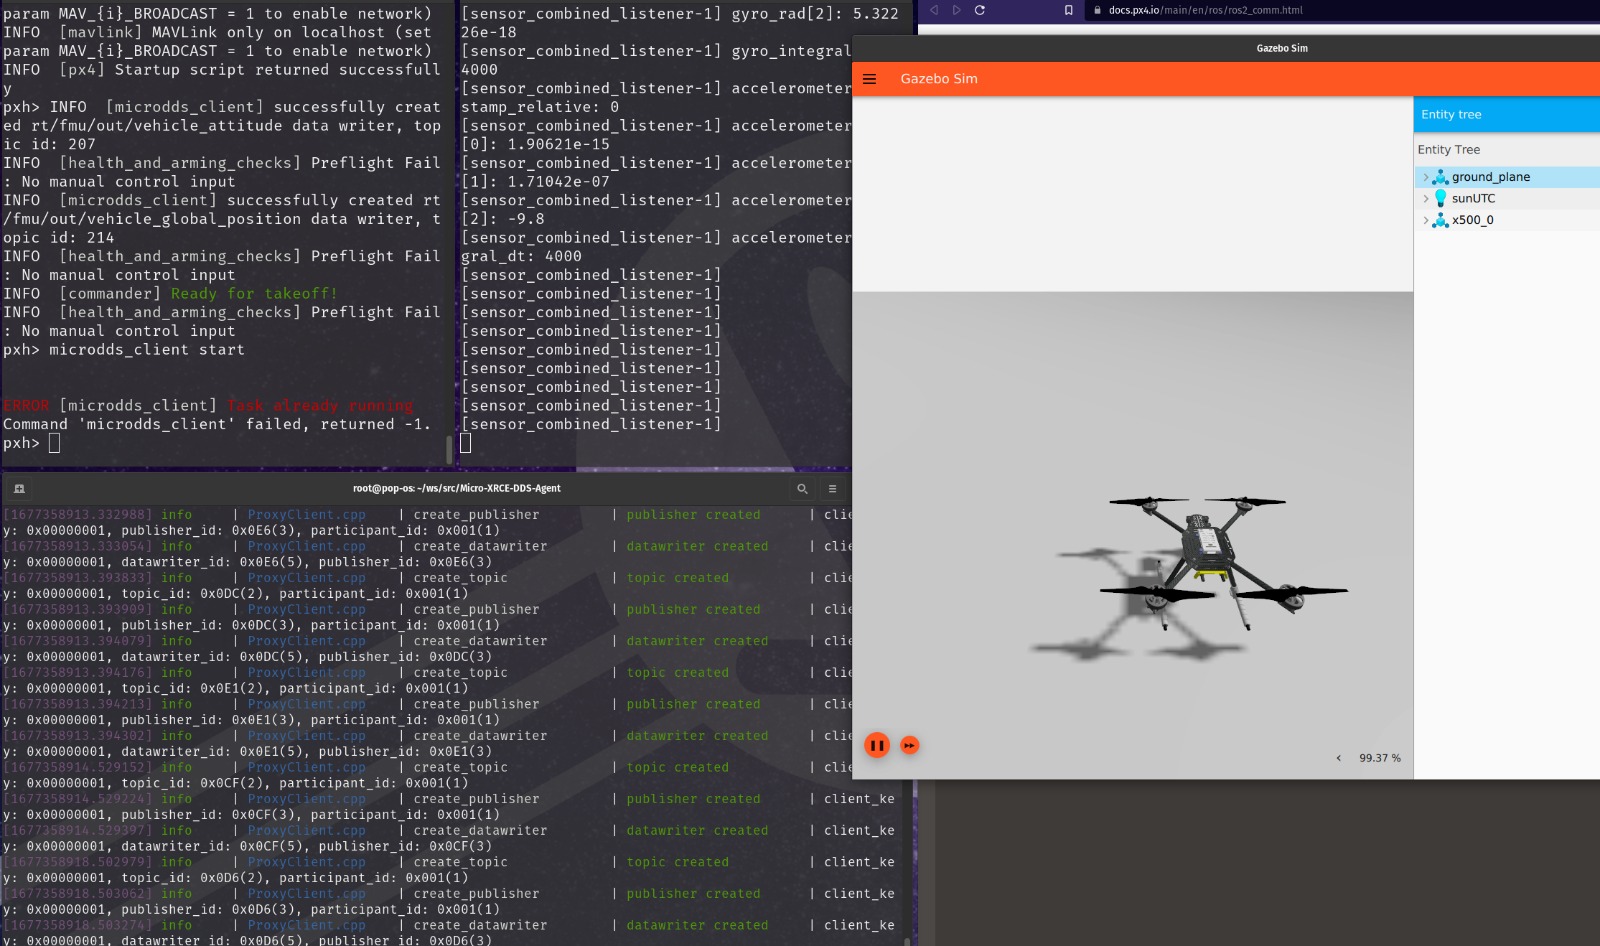 param MAV_{i}_BROADCAST = 1 to enable network)
INFO  [mavlink] MAVLink only on localhost (set
param MAV_{i}_BROADCAST = 1 to enable network)
INFO  [px4] Startup script returned successfull
y
pxh> INFO  [microdds_client] successfully creat
ed rt/fmu/out/vehicle_attitude data writer, top
ic id: 207
INFO  [health_and_arming_checks] Preflight Fail
: No manual control input
INFO  [microdds_client] successfully created rt
/fmu/out/vehicle_global_position data writer, t
opic id: 214
INFO  [health_and_arming_checks] Preflight Fail
: No manual control input
INFO  [commander] Ready for takeoff!
INFO  [health_and_arming_checks] Preflight Fail
: No manual control input
pxh> microdds_client start
ERROR [microdds_client] Task already running
Command 'microdds_client' failed, returned -1.
pxh>
[sensor_combined_listener-1] gyro_rad[2]: 5.322
26e-18
[sensor_combined_listener-1] gyro_integral
4000
[sensor_combined_listener-1] accelerometer
stamp_relative: 0
[sensor_combined_listener-1] accelerometer
[0]: 1.90621e-15
[sensor_combined_listener-1] accelerometer
[1]: 1.71042e-07
[sensor_combined_listener-1] accelerometer
[2]: -9.8
[sensor_combined_listener-1] accelerometer
gral_dt: 4000
[sensor_combined_listener-1]
[sensor_combined_listener-1]
[sensor_combined_listener-1]
[sensor_combined_listener-1]
[sensor_combined_listener-1]
[sensor_combined_listener-1]
[sensor_combined_listener-1]
[sensor_combined_listener-1]
[sensor_combined_listener-1]
docs.px4.io/main/en/ros/ros2_comm.html
Gazebo Sim
Gazebo Sim
Entity tree
Entity Tree
ground_plane
sunUTC
x500_0
99.37 %
root@pop-os: ~/ws/src/Micro-XRCE-DDS-Agent
[1677358913.332988] info | ProxyClient.cpp | create_publisher | publisher created | clie
y: 0x00000001, publisher_id: 0x0E6(3), participant_id: 0x001(1)
[1677358913.333054] info | ProxyClient.cpp | create_datawriter | datawriter created | clie
y: 0x00000001, datawriter_id: 0x0E6(5), publisher_id: 0x0E6(3)
[1677358913.393833] info | ProxyClient.cpp | create_topic | topic created | clie
y: 0x00000001, topic_id: 0x0DC(2), participant_id: 0x001(1)
[1677358913.393909] info | ProxyClient.cpp | create_publisher | publisher created | clie
y: 0x00000001, publisher_id: 0x0DC(3), participant_id: 0x001(1)
[1677358913.394079] info | ProxyClient.cpp | create_datawriter | datawriter created | clie
y: 0x00000001, datawriter_id: 0x0DC(5), publisher_id: 0x0DC(3)
[1677358913.394176] info | ProxyClient.cpp | create_topic | topic created | clie
y: 0x00000001, topic_id: 0x0E1(2), participant_id: 0x001(1)
[1677358913.394213] info | ProxyClient.cpp | create_publisher | publisher created | clie
y: 0x00000001, publisher_id: 0x0E1(3), participant_id: 0x001(1)
[1677358913.394302] info | ProxyClient.cpp | create_datawriter | datawriter created | clie
y: 0x00000001, datawriter_id: 0x0E1(5), publisher_id: 0x0E1(3)
[1677358914.529152] info | ProxyClient.cpp | create_topic | topic created | clie
y: 0x00000001, topic_id: 0x0CF(2), participant_id: 0x001(1)
[1677358914.529224] info | ProxyClient.cpp | create_publisher | publisher created | client_ke
y: 0x00000001, publisher_id: 0x0CF(3), participant_id: 0x001(1)
[1677358914.529397] info | ProxyClient.cpp | create_datawriter | datawriter created | client_ke
y: 0x00000001, datawriter_id: 0x0CF(5), publisher_id: 0x0CF(3)
[1677358918.502979] info | ProxyClient.cpp | create_topic | topic created | client_ke
y: 0x00000001, topic_id: 0x0D6(2), participant_id: 0x001(1)
[1677358918.503062] info | ProxyClient.cpp | create_publisher | publisher created | client_ke
y: 0x00000001, publisher_id: 0x0D6(3), participant_id: 0x001(1)
[1677358918.503274] info | ProxyClient.cpp | create_datawriter | datawriter created | client_ke
y: 0x00000001, datawriter_id: 0x0D6(5), publisher_id: 0x0D6(3)